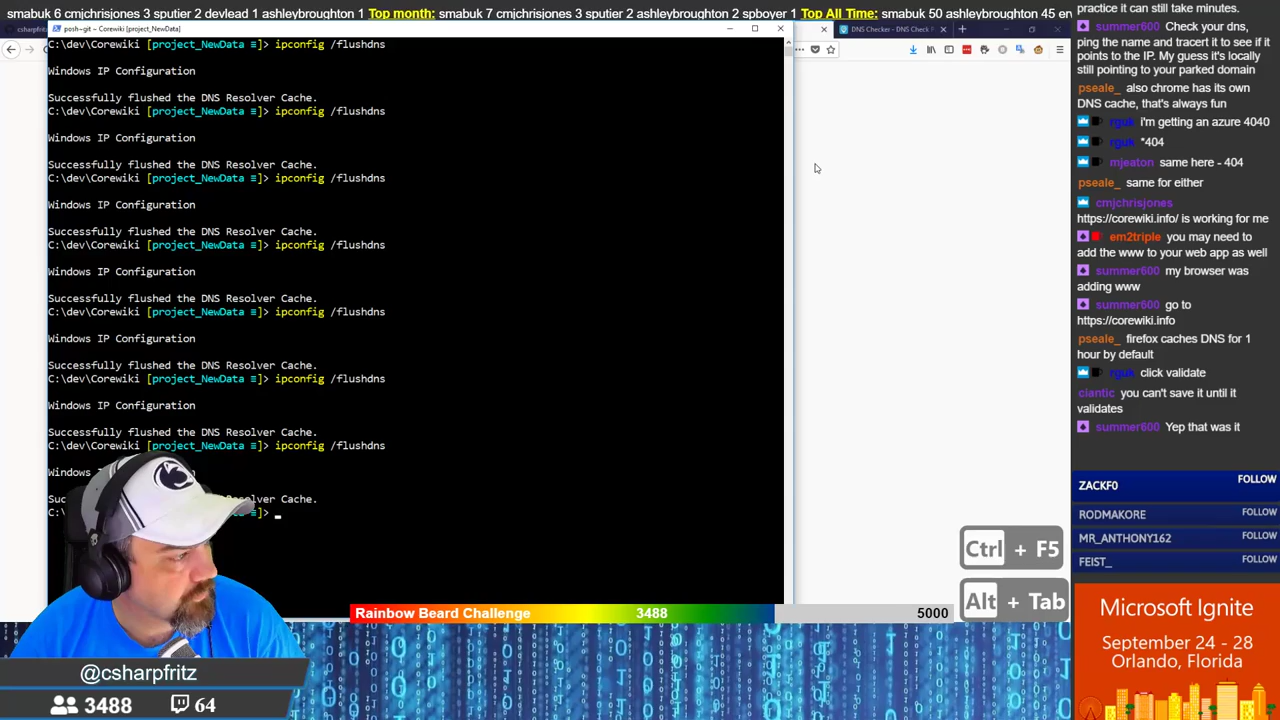 smabuk 6 cmjchrisjones 3 sputier 2 devlead 1 ashleybroughton 1 Top month: smabuk 7 cmjchrisjones 3 sputier 2 ashleybroughton 2 spboyer 1 Top All Time: smabuk 50 ashleybroughton 45 en
posh~git ~ Corewiki [project_NewData]
csharpfritz
DNS Checker - DNS Check P
C:\dev\Corewiki [project_NewData ≡]> ipconfig /flushdns
Windows IP Configuration
Successfully flushed the DNS Resolver Cache.
C:\dev\Corewiki [project_NewData ≡]> ipconfig /flushdns
Windows IP Configuration
Successfully flushed the DNS Resolver Cache.
C:\dev\Corewiki [project_NewData ≡]> ipconfig /flushdns
Windows IP Configuration
Successfully flushed the DNS Resolver Cache.
C:\dev\Corewiki [project_NewData ≡]> ipconfig /flushdns
Windows IP Configuration
Successfully flushed the DNS Resolver Cache.
C:\dev\Corewiki [project_NewData ≡]> ipconfig /flushdns
Windows IP Configuration
Successfully flushed the DNS Resolver Cache.
C:\dev\Corewiki [project_NewData ≡]> ipconfig /flushdns
Windows IP Configuration
Successfully flushed the DNS Resolver Cache.
C:\dev\Corewiki [project_NewData ≡]> ipconfig /flushdns
Windows
Resolver Cache.
C:\ ≡]>
practice it can still take minutes.
summer600 Check your dns,
ping the name and tracert it to see if
it points to the IP. My guess it's locally
still pointing to your parked domain
pseale_ also chrome has its own
DNS cache, that's always fun
rguk i'm getting an azure 4040
rguk *404
mjeaton same here - 404
pseale_ same for either
cmjchrisjones
https://corewiki.info/ is working for me
em2triple you may need to
add the www to your web app as well
summer600 my browser was
adding www
summer600 go to
https://corewiki.info
pseale_ firefox caches DNS for 1
hour by default
rguk click validate
ciantic you can't save it until it
validates
summer600 Yep that was it
ZACKF0 FOLLOW
RODMAKORE FOLLOW
MR_ANTHONY162 FOLLOW
FEIST_ FOLLOW
Ctrl + F5
Alt + Tab
Rainbow Beard Challenge 3488 5000
Microsoft Ignite
September 24 - 28
Orlando, Florida
@csharpfritz
3488 64